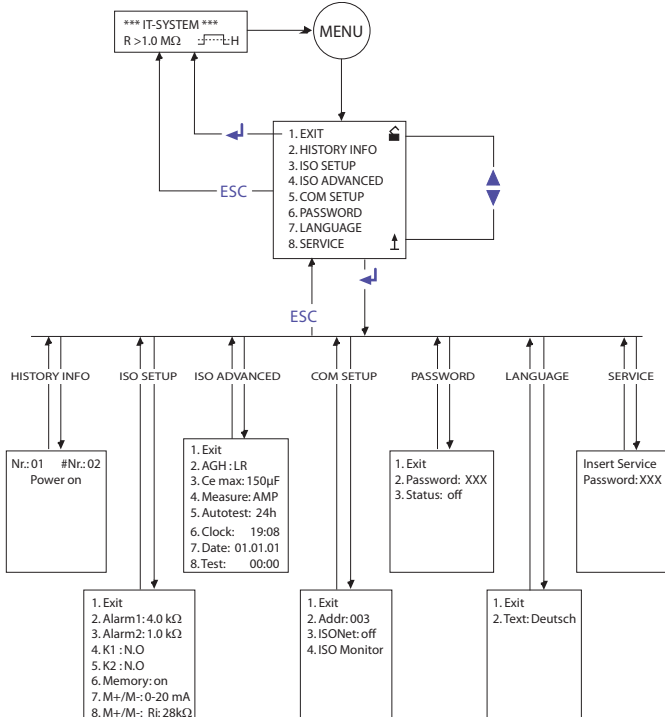 *** IT-SYSTEM ***
R >1.0 MΩ H
MENU
1. EXIT
2. HISTORY INFO
3. ISO SETUP
4. ISO ADVANCED
5. COM SETUP
6. PASSWORD
7. LANGUAGE
8. SERVICE
ESC
ESC
HISTORY INFO
ISO SETUP
ISO ADVANCED
COM SETUP
PASSWORD
LANGUAGE
SERVICE
Nr.: 01 #Nr.: 02
Power on
1. Exit
2. Alarm1: 4.0 kΩ
3. Alarm2: 1.0 kΩ
4. K1 : N.O
5. K2 : N.O
6. Memory: on
7. M+/M-: 0-20 mA
8. M+/M-: Ri: 28kΩ
1. Exit
2. AGH : LR
3. Ce max: 150µF
4. Measure: AMP
5. Autotest: 24h
6. Clock: 19:08
7. Date: 01.01.01
8. Test: 00:00
1. Exit
2. Addr: 003
3. ISONet: off
4. ISO Monitor
1. Exit
2. Password: XXX
3. Status: off
1. Exit
2. Text: Deutsch
Insert Service
Password: XXX